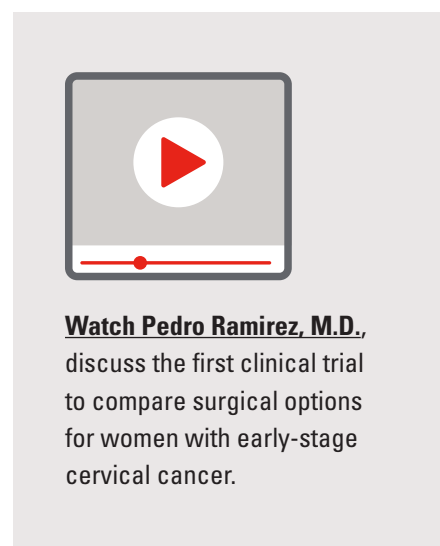 Watch Pedro Ramirez, M.D.,
discuss the first clinical trial
to compare surgical options
for women with early-stage
cervical cancer.